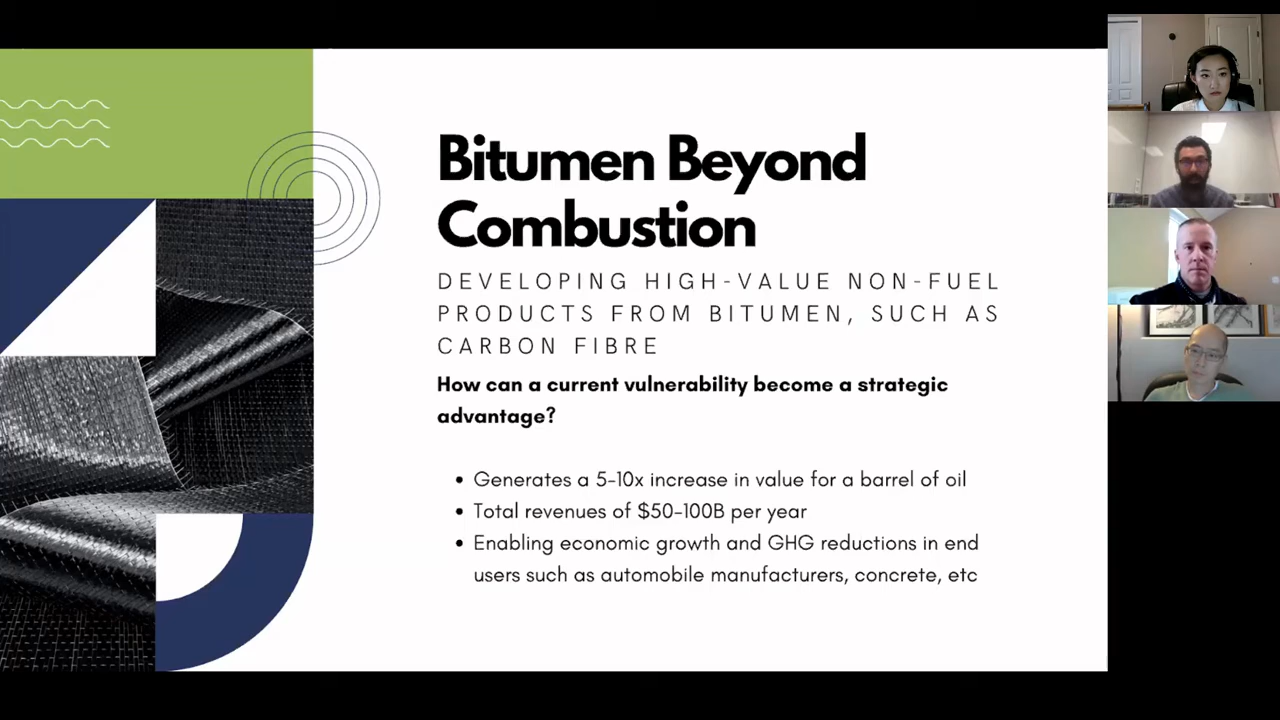 Bitumen Beyond
Combustion
DEVELOPING HIGH-VALUE NON-FUEL
PRODUCTS FROM BITUMEN, SUCH AS
CARBON FIBRE
How can a current vulnerability become a strategic
advantage?
• Generates a 5-10x increase in value for a barrel of oil
• Total revenues of $50-100B per year
• Enabling economic growth and GHG reductions in end
users such as automobile manufacturers, concrete, etc